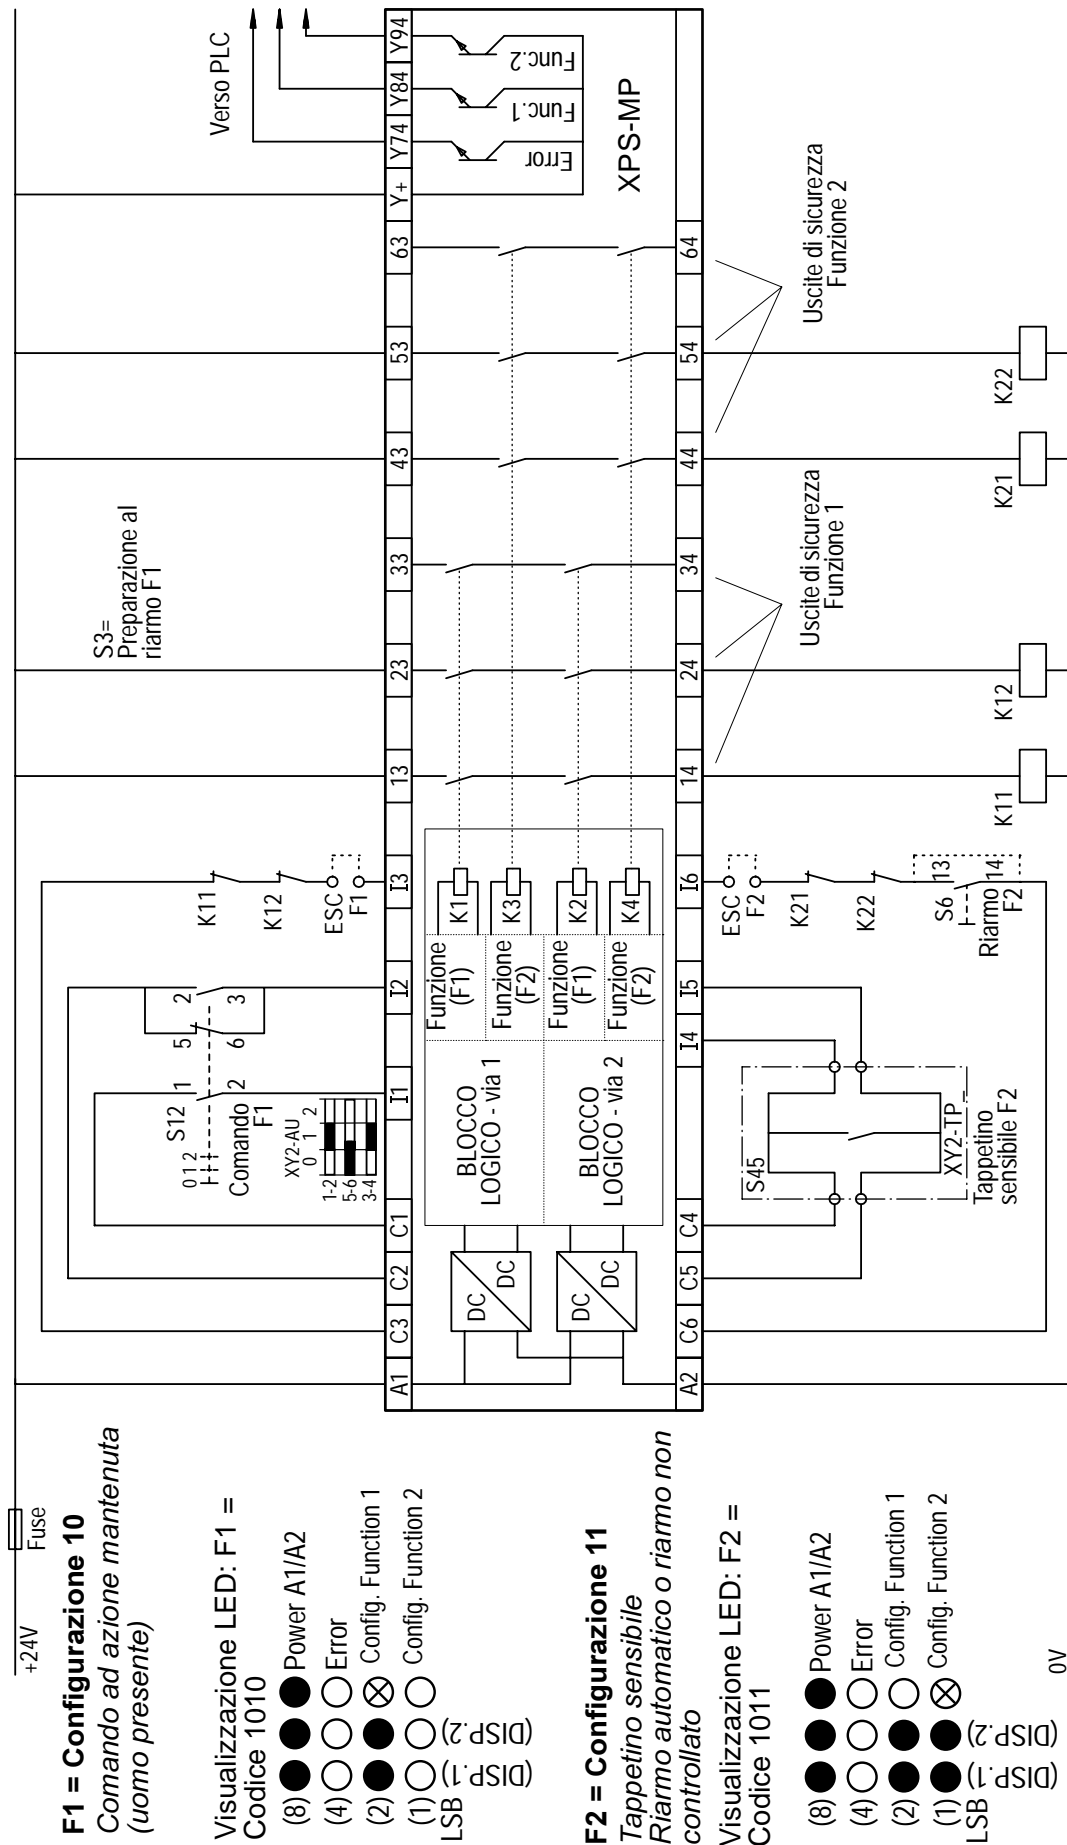 +24V
Fuse
F1 = Configurazione 10
Comando ad azione mantenuta
(uomo presente)
Visualizzazione LED: F1 =
Codice 1010
(8) Power A1/A2
(4) Error
(2) Config. Function 1
(1) Config. Function 2
LSB
(DISP.1)
(DISP.2)
F2 = Configurazione 11
Tappetino sensibile
Riarmo automatico o riarmo non
controllato
Visualizzazione LED: F2 =
Codice 1011
(8) Power A1/A2
(4) Error
(2) Config. Function 1
(1) Config. Function 2
LSB
(DISP.1)
(DISP.2)
0V
S12
0 1 2
1
2
Comando
F1
XY2-AU
0 1 2
1-2
5-6
3-4
5
6
2
3
K11
K12
ESC
F1
S3=
Preparazione al
riarmo F1
Verso PLC
A1 C3 C2 C1 I1 I2 I3 13 23 33 43 53 63 Y+ Y74 Y84 Y94
DC
DC
DC
DC
BLOCCO
LOGICO - via 1
BLOCCO
LOGICO - via 2
Funzione
(F1)
Funzione
(F2)
Funzione
(F1)
Funzione
(F2)
K1
K3
K2
K4
Error
Func.1
Func.2
XPS-MP
A2 C6 C5 C4 I4 I5 I6 14 24 34 44 54 64
S45
XY2-TP_
Tappetino
sensibile F2
ESC
F2
K21
K22
S6
13
14
Riarmo
F2
Uscite di sicurezza
Funzione 1
Uscite di sicurezza
Funzione 2
K11
K12
K21
K22